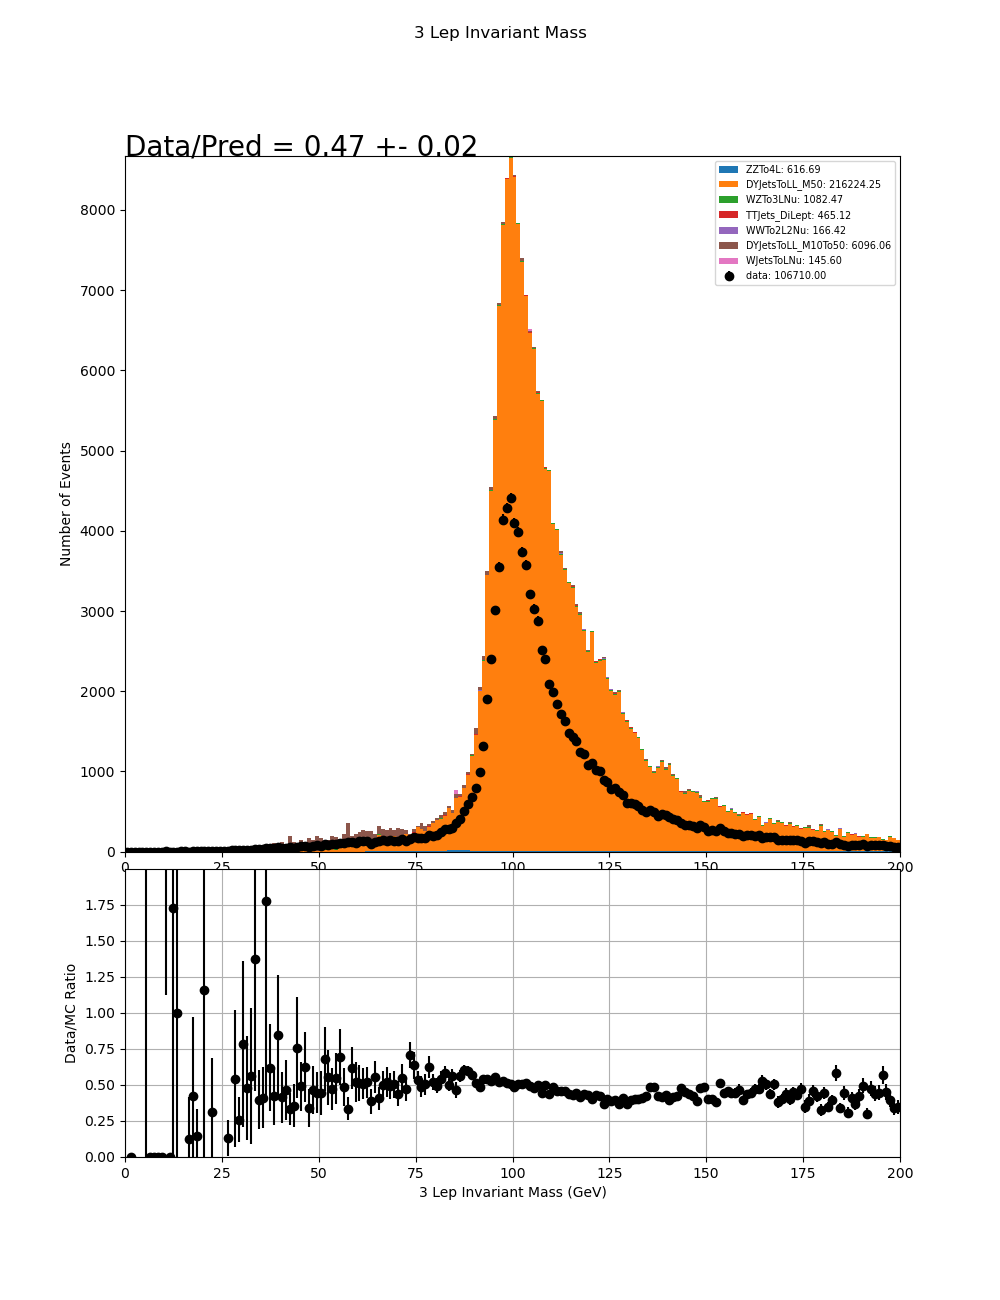 3 Lep Invariant Mass
Data/Pred = 0.47 +- 0.02
ZZTo4L: 616.69
DYJetsToLL_M50: 216224.25
WZTo3LNu: 1082.47
TTJets_DiLept: 465.12
WWTo2L2Nu: 166.42
DYJetsToLL_M10To50: 6096.06
WJetsToLNu: 145.60
data: 106710.00
Number of Events
8000
7000
6000
5000
4000
3000
2000
1000
0
0 25 50 75 100 125 150 175 200
Data/MC Ratio
1.75
1.50
1.25
1.00
0.75
0.50
0.25
0.00
0 25 50 75 100 125 150 175 200
3 Lep Invariant Mass (GeV)